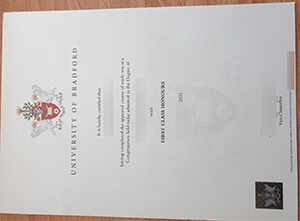 UNIVERSITY OF BRADFORD
It is hereby certified that
having completed the approved course of study was at a
Congregation held today admitted to the Degree of
with
FIRST CLASS HONOURS
2021
Vice-Chancellor